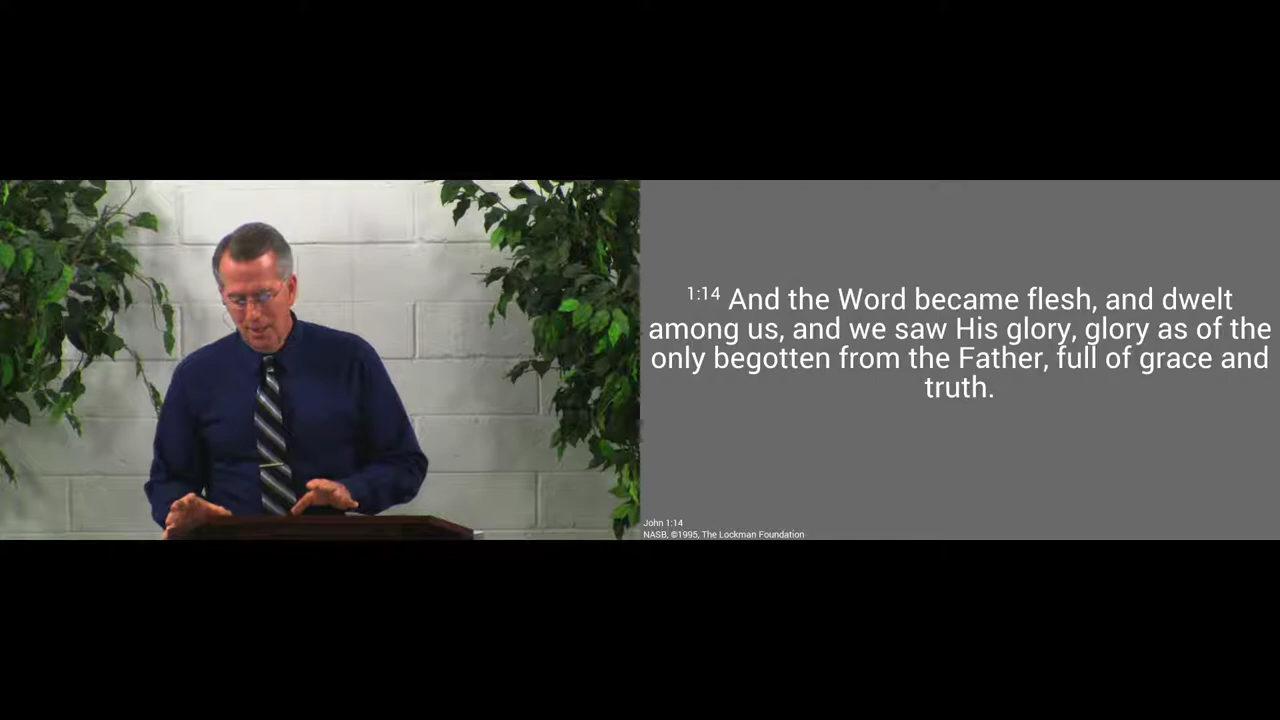 1:14 And the Word became flesh, and dwelt
among us, and we saw His glory, glory as of the
only begotten from the Father, full of grace and
truth.
John 1:14
NASB, ©1995, The Lockman Foundation